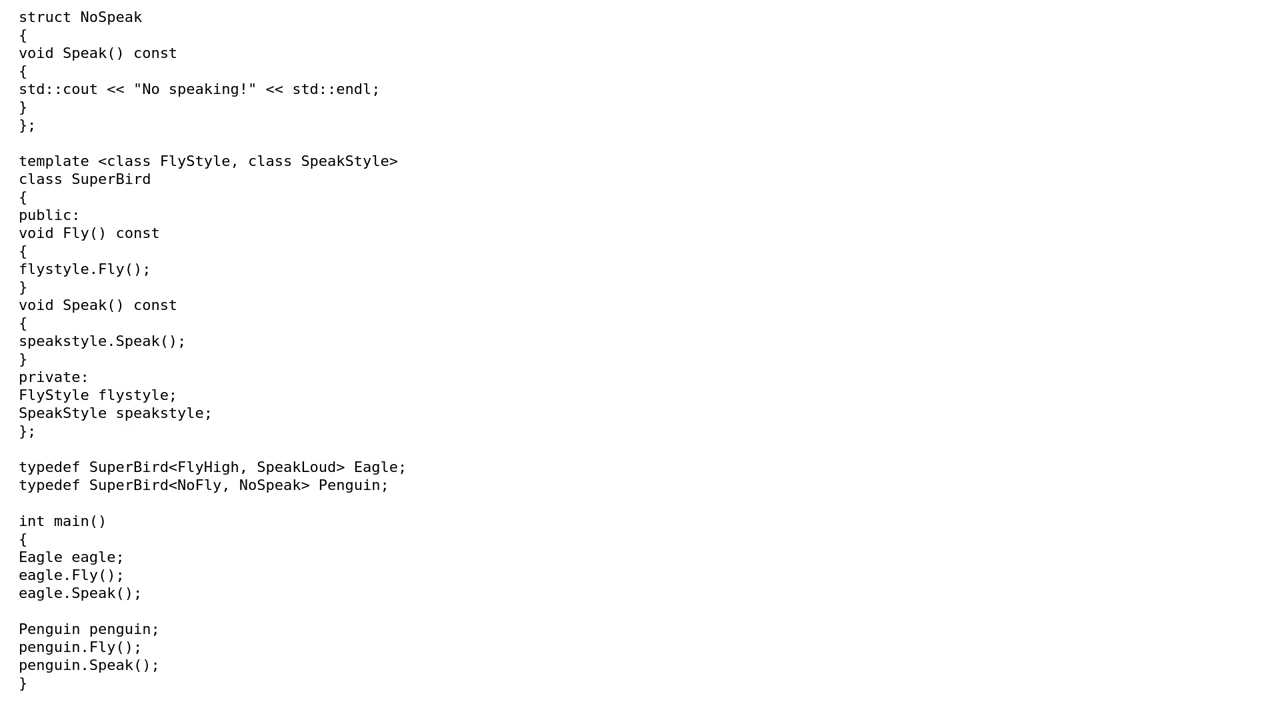 struct NoSpeak
{
void Speak() const
{
std::cout << "No speaking!" << std::endl;
}
};

template <class FlyStyle, class SpeakStyle>
class SuperBird
{
public:
void Fly() const
{
flystyle.Fly();
}
void Speak() const
{
speakstyle.Speak();
}
private:
FlyStyle flystyle;
SpeakStyle speakstyle;
};

typedef SuperBird<FlyHigh, SpeakLoud> Eagle;
typedef SuperBird<NoFly, NoSpeak> Penguin;

int main()
{
Eagle eagle;
eagle.Fly();
eagle.Speak();

Penguin penguin;
penguin.Fly();
penguin.Speak();
}